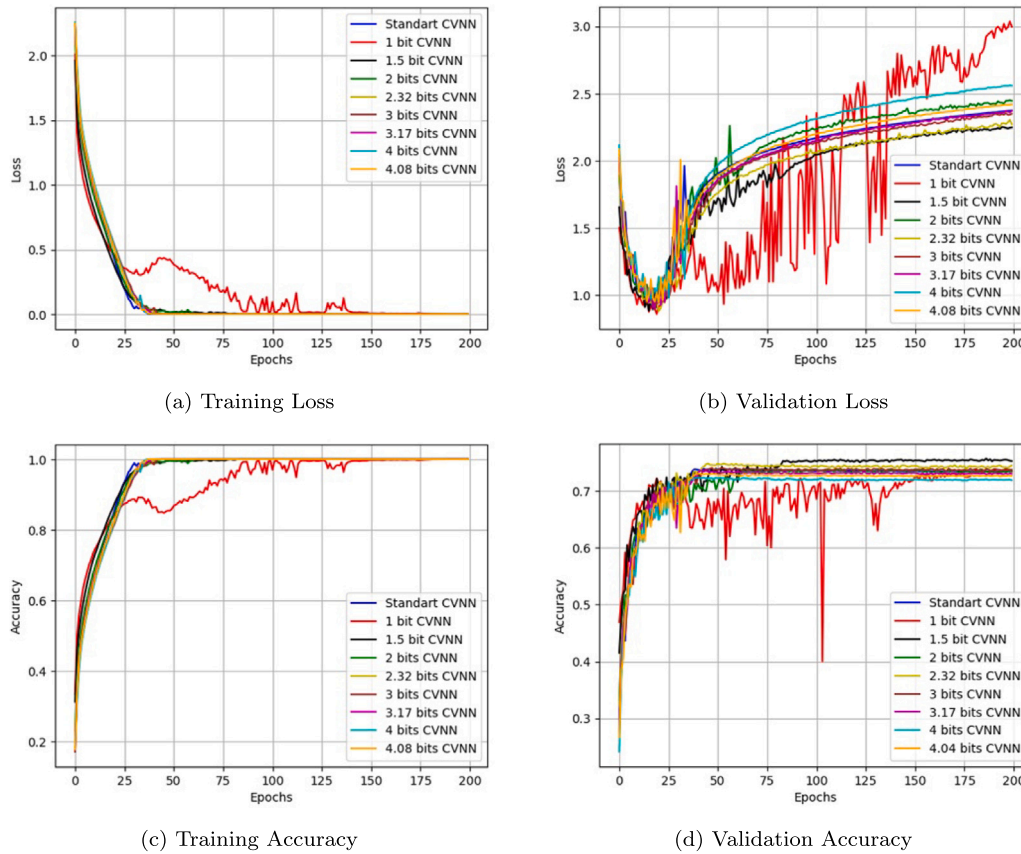 2.0
1.5
1.0
0.5
0.0
Loss
0 25 50 75 100 125 150 175 200
Epochs
Standart CVNN
1 bit CVNN
1.5 bit CVNN
2 bits CVNN
2.32 bits CVNN
3 bits CVNN
3.17 bits CVNN
4 bits CVNN
4.08 bits CVNN
(a) Training Loss
3.0
2.5
2.0
1.5
1.0
Loss
0 25 50 75 100 125 150 175 200
Epochs
Standart CVNN
1 bit CVNN
1.5 bit CVNN
2 bits CVNN
2.32 bits CVNN
3 bits CVNN
3.17 bits CVNN
4 bits CVNN
4.08 bits CVNN
(b) Validation Loss
1.0
0.8
0.6
0.4
0.2
Accuracy
0 25 50 75 100 125 150 175 200
Epochs
Standart CVNN
1 bit CVNN
1.5 bit CVNN
2 bits CVNN
2.32 bits CVNN
3 bits CVNN
3.17 bits CVNN
4 bits CVNN
4.08 bits CVNN
(c) Training Accuracy
0.7
0.6
0.5
0.4
0.3
Accuracy
0 25 50 75 100 125 150 175 200
Epochs
Standart CVNN
1 bit CVNN
1.5 bit CVNN
2 bits CVNN
2.32 bits CVNN
3 bits CVNN
3.17 bits CVNN
4 bits CVNN
4.04 bits CVNN
(d) Validation Accuracy